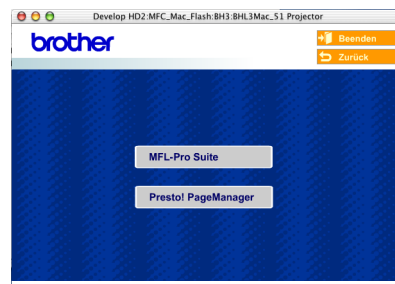 Develop HD2:MFC_Mac_Flash:BH3:BHL3Mac_51 Projector
brother
Beenden
Zurück
MFL-Pro Suite
Presto! PageManager